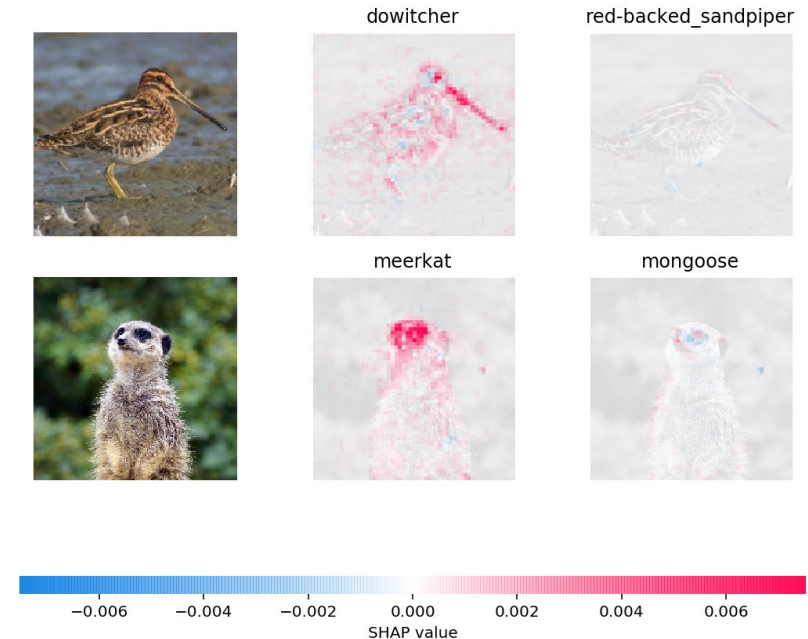 dowitcher
red-backed_sandpiper
meerkat
mongoose
−0.006 −0.004 −0.002 0.000 0.002 0.004 0.006
SHAP value